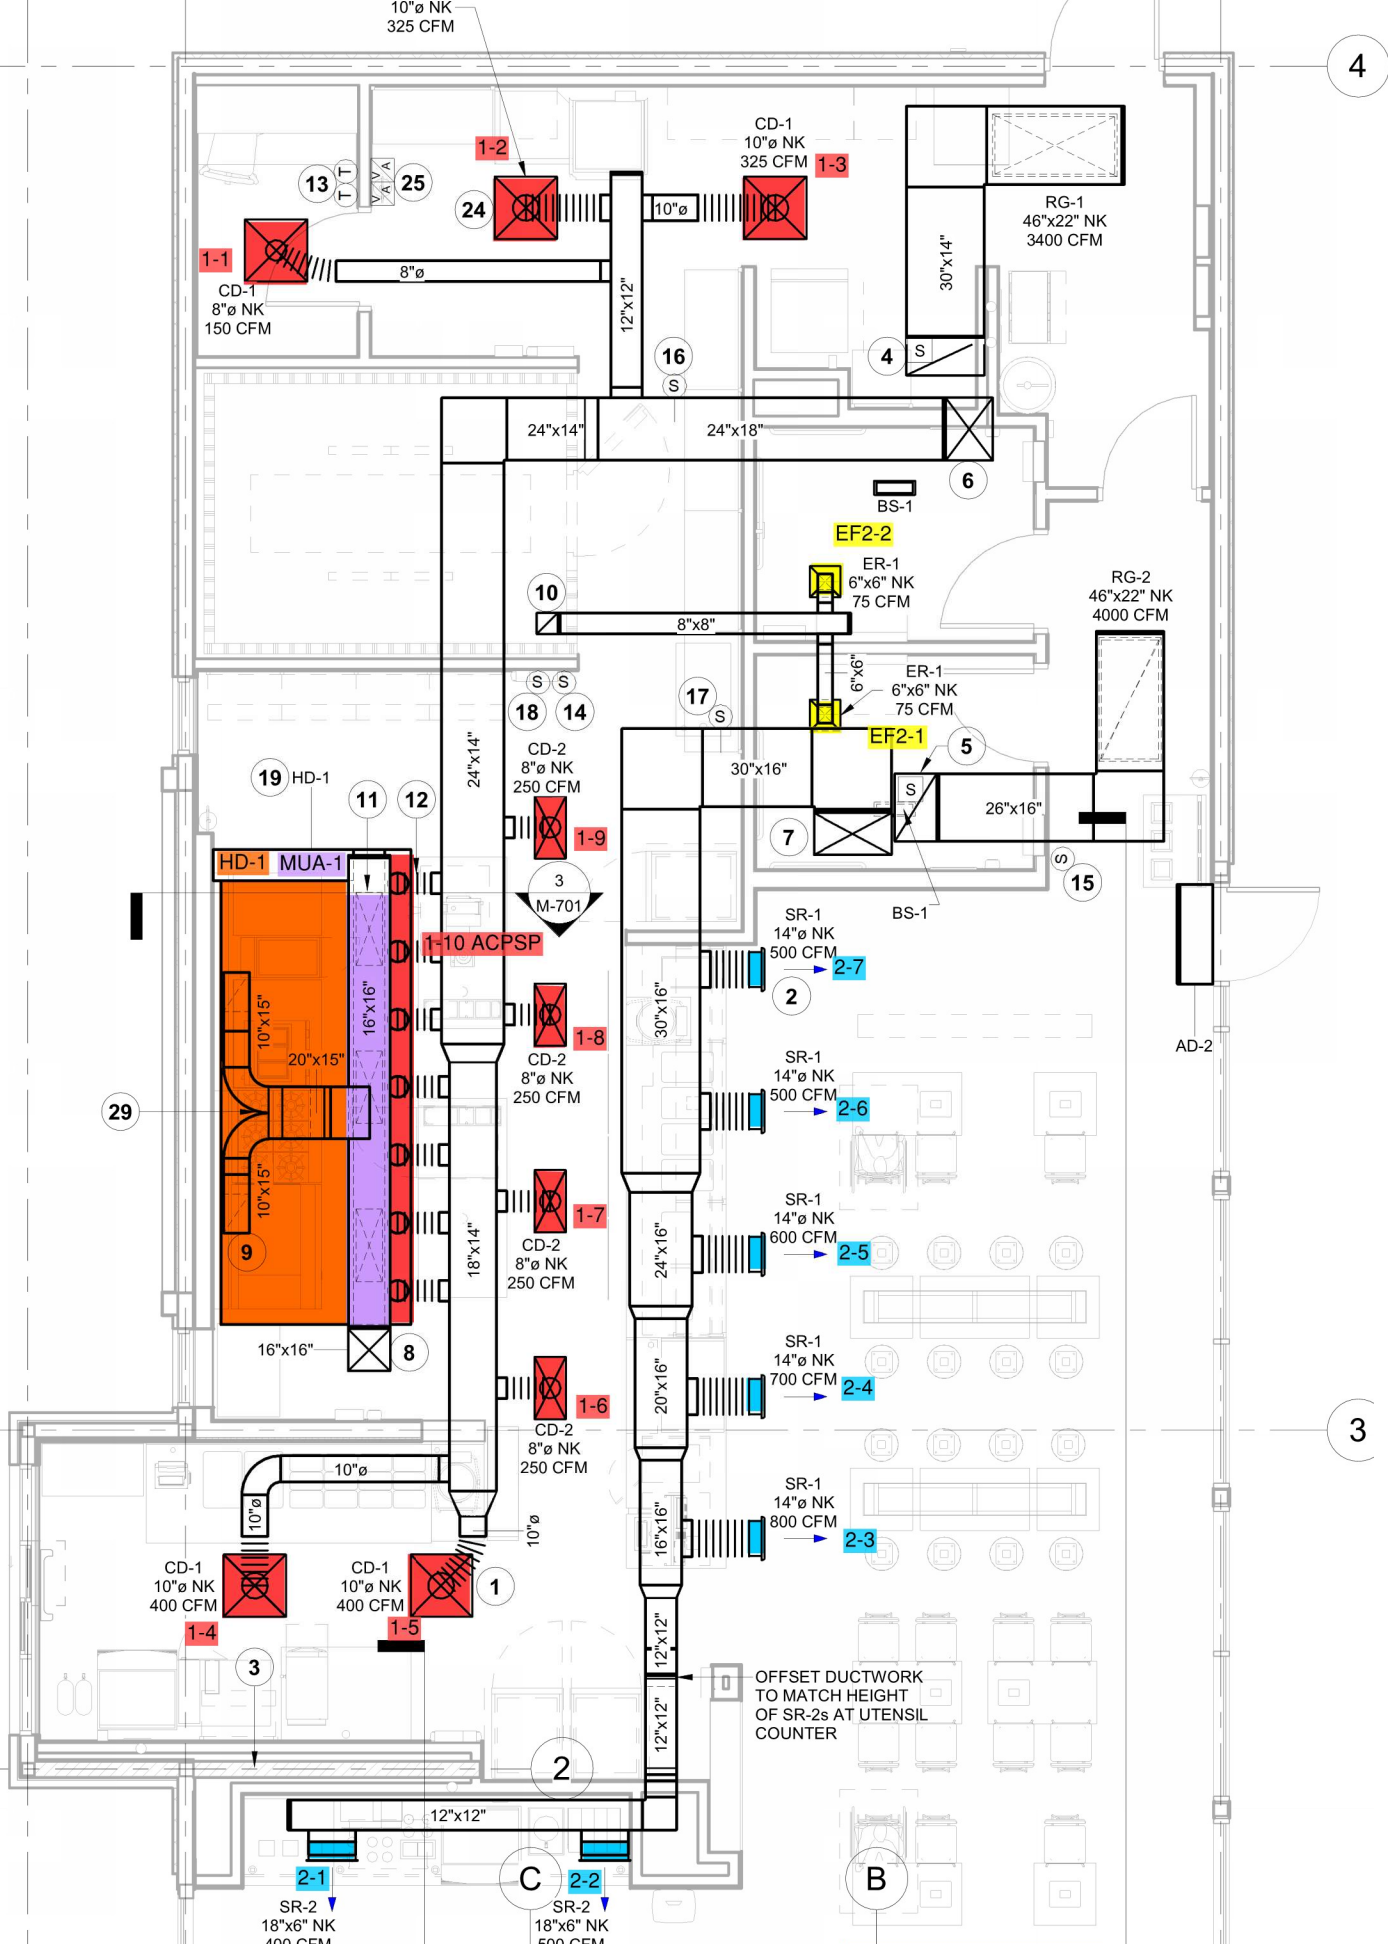 10"ø NK
325 CFM
4
1-2
CD-1
10"ø NK
325 CFM
1-3
13
T
T
V A
V A
25
24
10"ø
RG-1
46"x22" NK
3400 CFM
1-1
8"ø
CD-1
8"ø NK
150 CFM
12"x12"
30"x14"
16
S
4
S
24"x14"
24"x18"
6
BS-1
EF2-2
ER-1
6"x6" NK
75 CFM
RG-2
46"x22" NK
4000 CFM
10
8"x8"
6"x6"
ER-1
6"x6" NK
75 CFM
S
S
18
14
17
S
EF2-1
5
24"x14"
CD-2
8"ø NK
250 CFM
30"x16"
19
HD-1
11
12
S
26"x16"
1-9
7
HD-1
MUA-1
S
15
3
M-701
BS-1
1-10 ACPSP
SR-1
14"ø NK
500 CFM
2-7
2
10"x15"
16"x16"
30"x16"
1-8
20"x15"
CD-2
8"ø NK
250 CFM
AD-2
SR-1
14"ø NK
500 CFM
2-6
29
10"x15"
1-7
SR-1
14"ø NK
600 CFM
2-5
9
18"x14"
CD-2
8"ø NK
250 CFM
24"x16"
16"x16"
8
SR-1
14"ø NK
700 CFM
2-4
20"x16"
1-6
CD-2
8"ø NK
250 CFM
3
10"ø
10"ø
10"ø
SR-1
14"ø NK
800 CFM
2-3
16"x16"
CD-1
10"ø NK
400 CFM
CD-1
10"ø NK
400 CFM
1
1-4
1-5
3
12"x12"
12"x12"
OFFSET DUCTWORK
TO MATCH HEIGHT
OF SR-2s AT UTENSIL
COUNTER
2
12"x12"
2-1
C
2-2
B
SR-2
18"x6" NK
400 CFM
SR-2
18"x6" NK
500 CFM